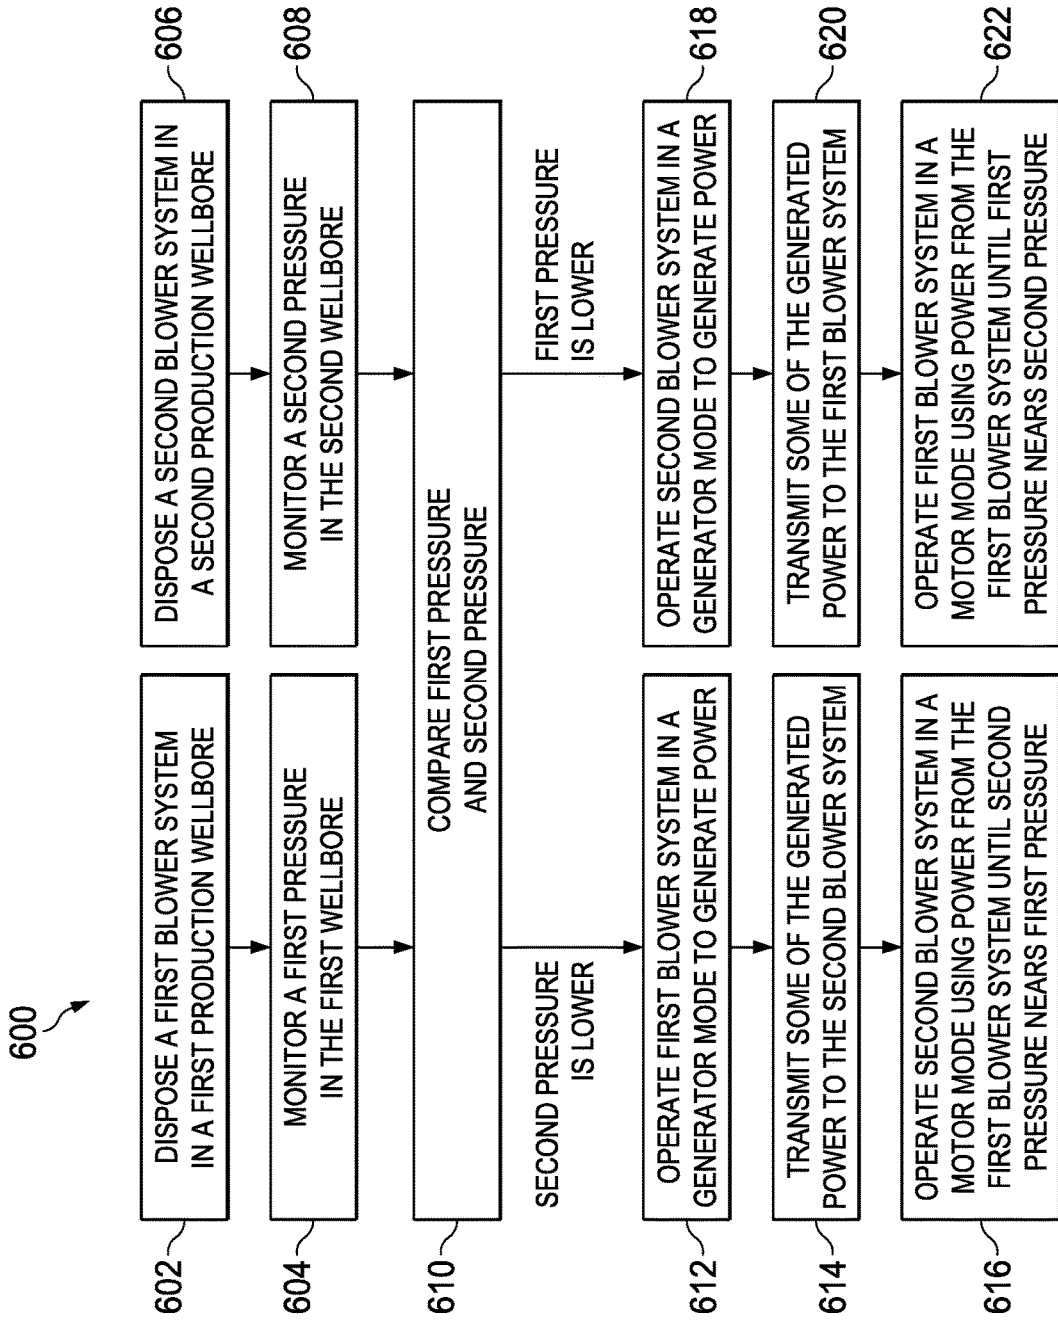 600
602
DISPOSE A FIRST BLOWER SYSTEM
IN A FIRST PRODUCTION WELLBORE
DISPOSE A SECOND BLOWER SYSTEM IN
A SECOND PRODUCTION WELLBORE
606
604
MONITOR A FIRST PRESSURE
IN THE FIRST WELLBORE
MONITOR A SECOND PRESSURE
IN THE SECOND WELLBORE
608
610
COMPARE FIRST PRESSURE
AND SECOND PRESSURE
SECOND PRESSURE
IS LOWER
FIRST PRESSURE
IS LOWER
612
OPERATE FIRST BLOWER SYSTEM IN A
GENERATOR MODE TO GENERATE POWER
OPERATE SECOND BLOWER SYSTEM IN A
GENERATOR MODE TO GENERATE POWER
618
614
TRANSMIT SOME OF THE GENERATED
POWER TO THE SECOND BLOWER SYSTEM
TRANSMIT SOME OF THE GENERATED
POWER TO THE FIRST BLOWER SYSTEM
620
616
OPERATE SECOND BLOWER SYSTEM IN A
MOTOR MODE USING POWER FROM THE
FIRST BLOWER SYSTEM UNTIL SECOND
PRESSURE NEARS FIRST PRESSURE
OPERATE FIRST BLOWER SYSTEM IN A
MOTOR MODE USING POWER FROM THE
FIRST BLOWER SYSTEM UNTIL FIRST
PRESSURE NEARS SECOND PRESSURE
622